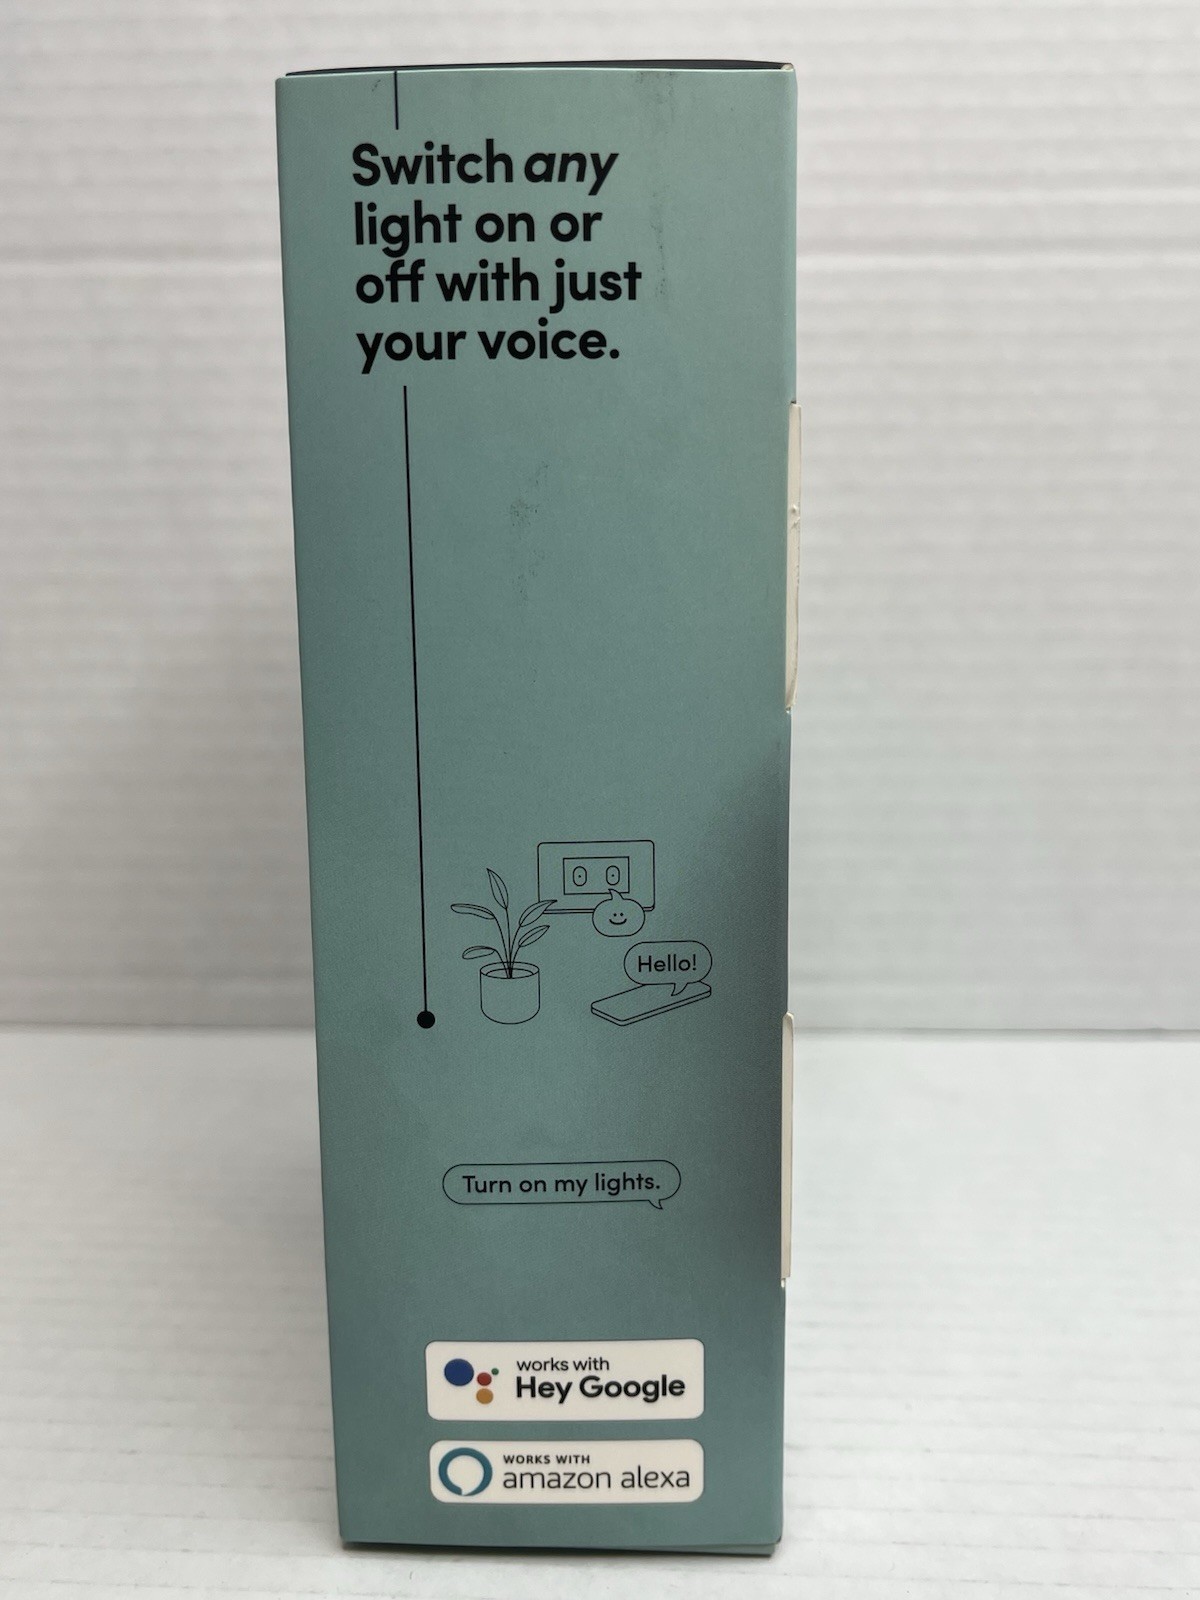 Switch any
light on or
off with just
your voice.
Hello!
Turn on my lights.
works with
Hey Google
WORKS WITH
amazon alexa